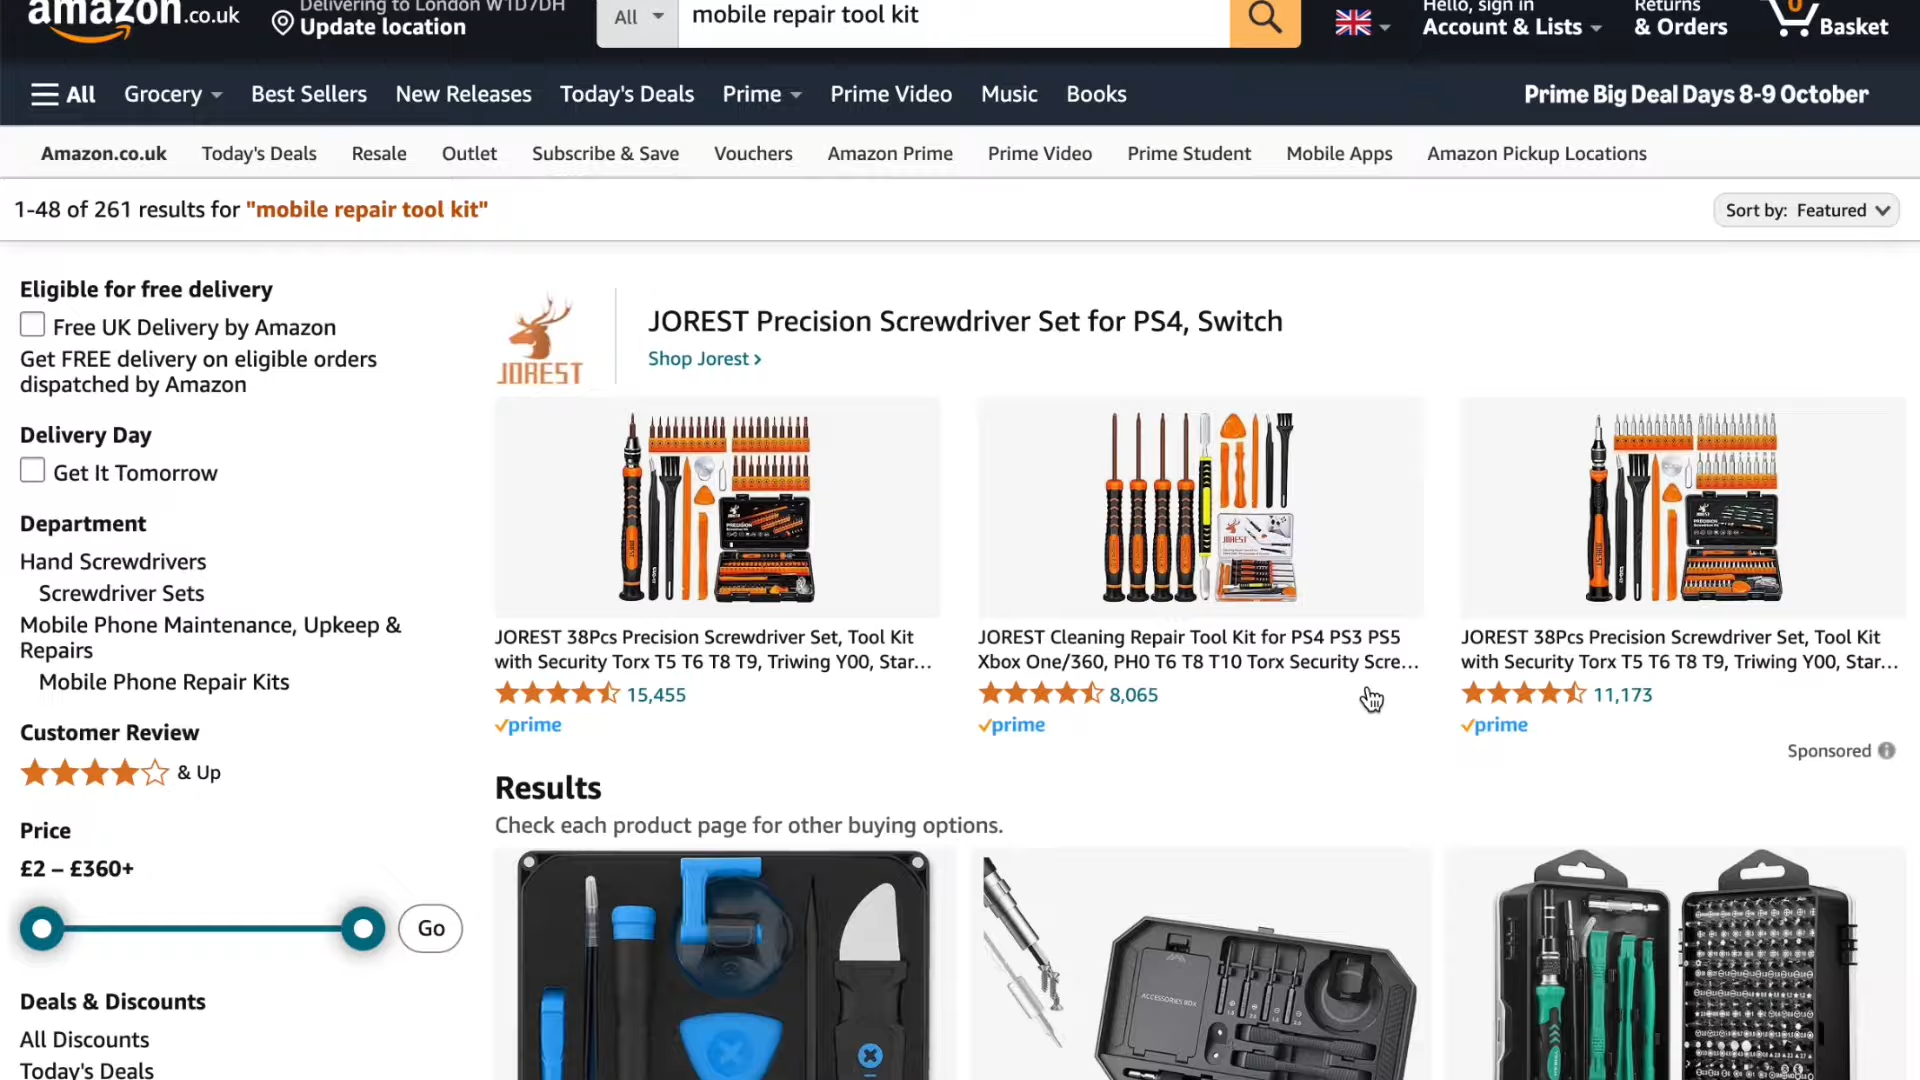 amazon.co.uk
Delivering to London W1D7DH
Update location
All
mobile repair tool kit
Hello, sign in
Account & Lists
Returns
& Orders
0
Basket
All
Grocery
Best Sellers
New Releases
Today's Deals
Prime
Prime Video
Music
Books
Prime Big Deal Days 8-9 October
Amazon.co.uk
Today's Deals
Resale
Outlet
Subscribe & Save
Vouchers
Amazon Prime
Prime Video
Prime Student
Mobile Apps
Amazon Pickup Locations
1-48 of 261 results for "mobile repair tool kit"
Sort by: Featured
Eligible for free delivery
Free UK Delivery by Amazon
Get FREE delivery on eligible orders
dispatched by Amazon
Delivery Day
Get It Tomorrow
Department
Hand Screwdrivers
Screwdriver Sets
Mobile Phone Maintenance, Upkeep &
Repairs
Mobile Phone Repair Kits
Customer Review
& Up
Price
£2 – £360+
Go
Deals & Discounts
All Discounts
Today's Deals
JOREST
JOREST Precision Screwdriver Set for PS4, Switch
Shop Jorest ›
JOREST 38Pcs Precision Screwdriver Set, Tool Kit
with Security Torx T5 T6 T8 T9, Triwing Y00, Star...
15,455
prime
JOREST Cleaning Repair Tool Kit for PS4 PS3 PS5
Xbox One/360, PH0 T6 T8 T10 Torx Security Scre...
8,065
prime
JOREST 38Pcs Precision Screwdriver Set, Tool Kit
with Security Torx T5 T6 T8 T9, Triwing Y00, Star...
11,173
prime
Sponsored
Results
Check each product page for other buying options.
ACCESSORIES BOX